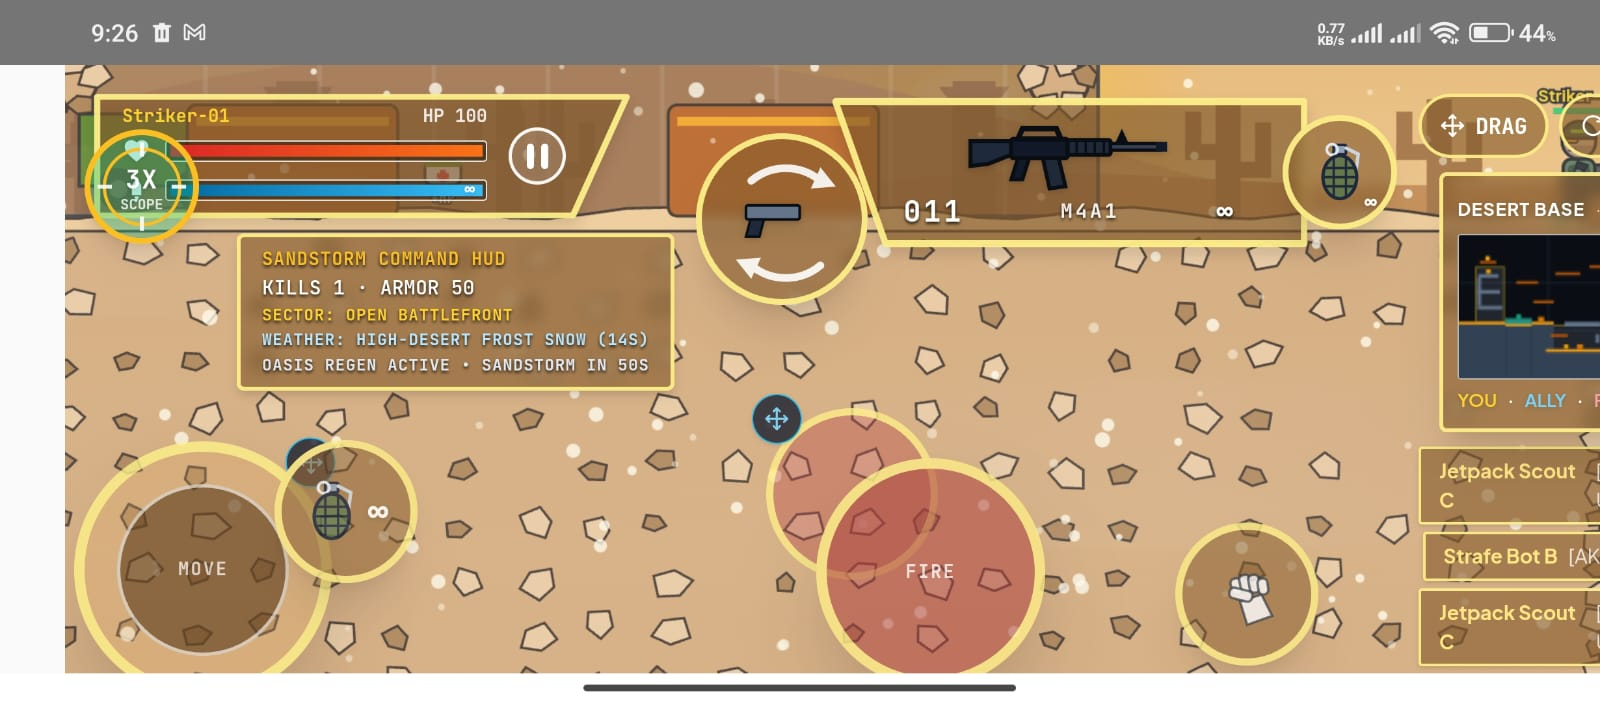 9:26
0.77
KB/s
44%
Striker-01
HP 100
3X
SCOPE
∞
011
M4A1
∞
∞
Striker
DRAG
DESERT BASE
SANDSTORM COMMAND HUD
KILLS 1 · ARMOR 50
SECTOR: OPEN BATTLEFRONT
WEATHER: HIGH-DESERT FROST SNOW (14S)
OASIS REGEN ACTIVE • SANDSTORM IN 50S
YOU · ALLY ·
Jetpack Scout
C
Strafe Bot B [AK
Jetpack Scout
C
∞
MOVE
FIRE